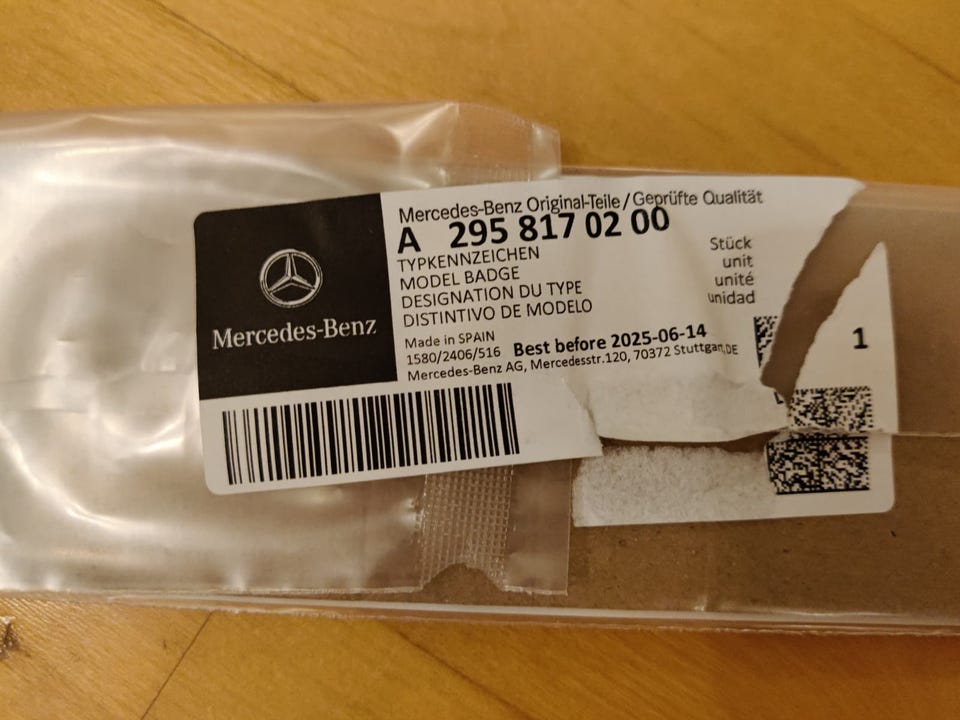 Mercedes-Benz
Mercedes-Benz Original-Teile/Geprüfte Qualität
A 295 817 02 00
TYPKENNZEICHEN
MODEL BADGE
DESIGNATION DU TYPE
DISTINTIVO DE MODELO
Stück
unit
unité
unidad
1
Made in SPAIN
1580/2406/516 Best before 2025-06-14
Mercedes-Benz AG, Mercedesstr.120, 70372 Stuttgart,DE